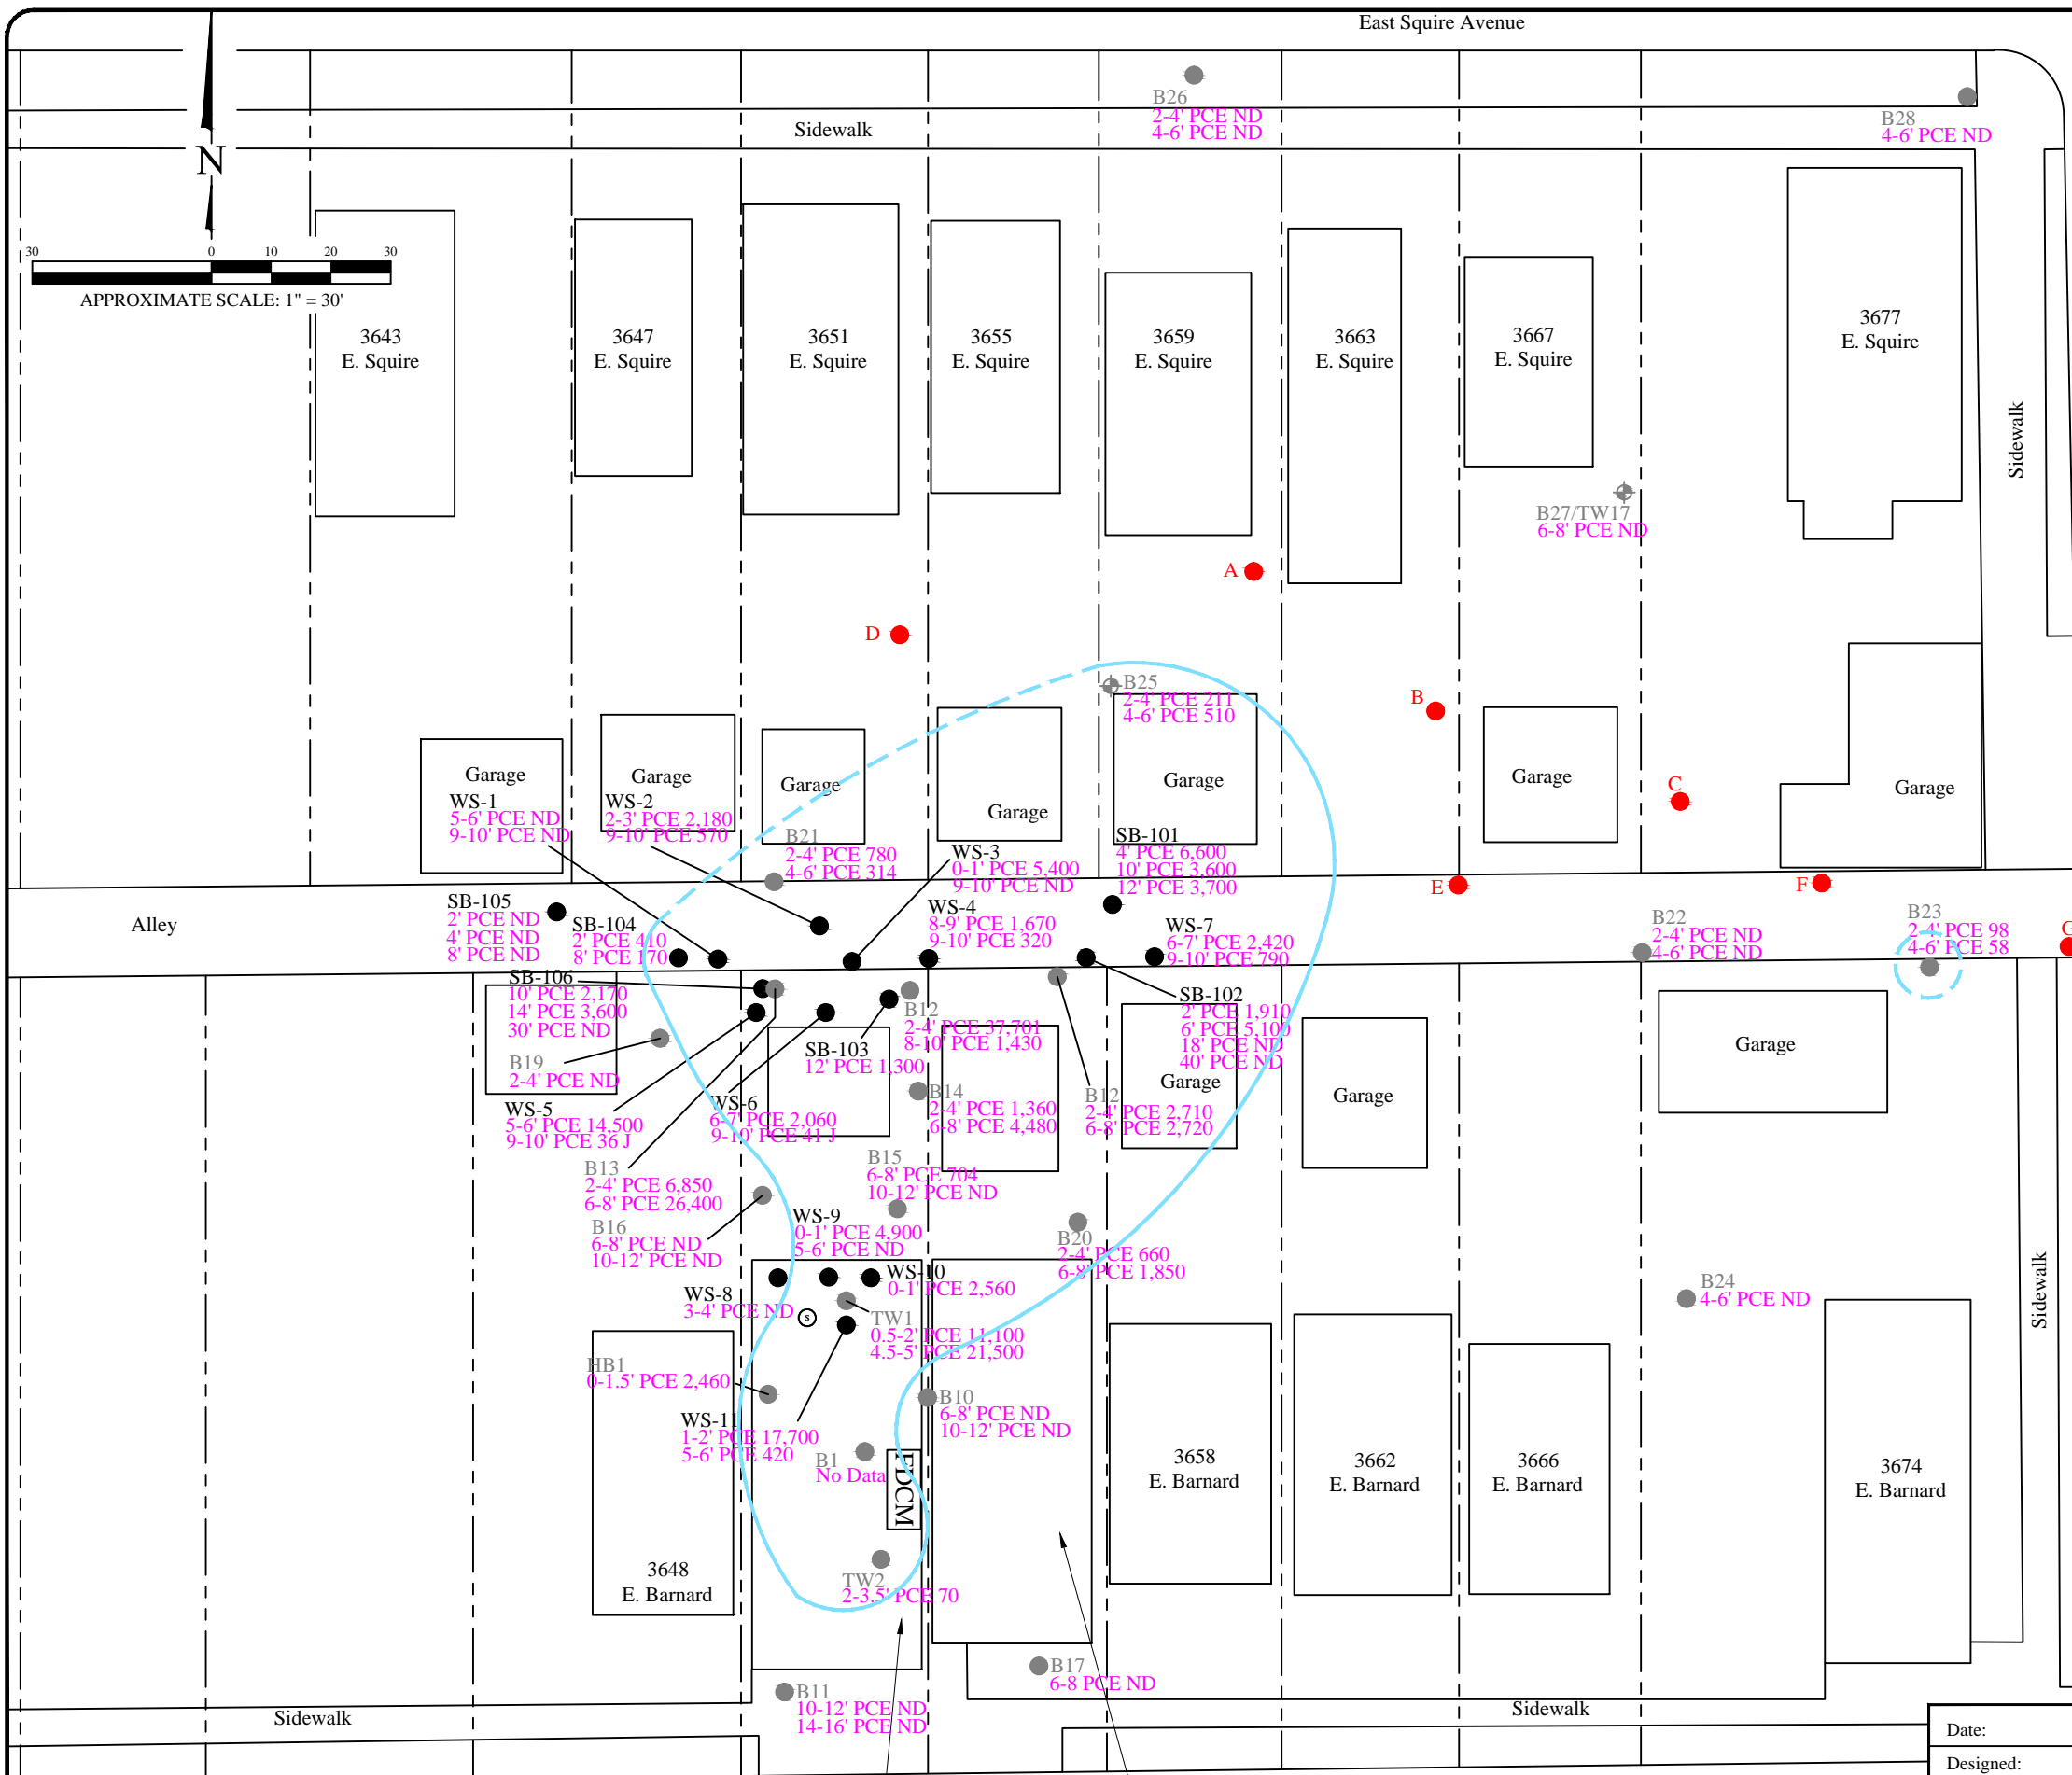 East Squire Avenue
B26
2-4' PCE ND
4-6' PCE ND
B28
4-6' PCE ND
Sidewalk
N
30 0 10 20 30
APPROXIMATE SCALE: 1" = 30'
3643
E. Squire
3647
E. Squire
3651
E. Squire
3655
E. Squire
3659
E. Squire
3663
E. Squire
3667
E. Squire
3677
E. Squire
Sidewalk
B27/TW17
6-8' PCE ND
A
D
B
C
B25
2-4' PCE 211
4-6' PCE 510
Garage
Garage
Garage
Garage
Garage
Garage
Garage
WS-1
5-6' PCE ND
9-10' PCE ND
WS-2
2-3' PCE 2,180
9-10' PCE 570
B21
2-4' PCE 780
4-6' PCE 314
WS-3
0-1' PCE 5,400
9-10' PCE ND
SB-101
4' PCE 6,600
10' PCE 3,600
12' PCE 3,700
E
F
G
Alley
SB-105
2' PCE ND
4' PCE ND
8' PCE ND
SB-104
2' PCE 410
8' PCE 170
WS-4
8-9' PCE 1,670
9-10' PCE 320
WS-7
6-7' PCE 2,420
9-10' PCE 790
B22
2-4' PCE ND
4-6' PCE ND
B23
2-4' PCE 98
4-6' PCE 58
SB-106
10' PCE 2,170
14' PCE 3,600
30' PCE ND
B12
2-4' PCE 37,701
8-10' PCE 1,430
SB-102
2' PCE 1,910
6' PCE 5,100
18' PCE ND
40' PCE ND
Garage
Garage
Garage
SB-103
12' PCE 1,300
B19
2-4' PCE ND
WS-5
5-6' PCE 14,500
9-10' PCE 36 J
WS-6
6-7' PCE 2,060
9-10' PCE 41 J
B14
2-4' PCE 1,360
6-8' PCE 4,480
B12
2-4' PCE 2,710
6-8' PCE 2,720
B13
2-4' PCE 6,850
6-8' PCE 26,400
B15
6-8' PCE 704
10-12' PCE ND
B16
6-8' PCE ND
10-12' PCE ND
WS-9
0-1' PCE 4,900
5-6' PCE ND
B20
2-4' PCE 660
6-8' PCE 1,850
WS-10
0-1' PCE 2,560
WS-8
3-4' PCE ND
S
TW1
0.5-2' PCE 11,100
4.5-5' PCE 21,500
B24
4-6' PCE ND
Sidewalk
HB1
0-1.5' PCE 2,460
B10
6-8' PCE ND
10-12' PCE ND
WS-11
1-2' PCE 17,700
5-6' PCE 420
B1
No Data
EDCM
3658
E. Barnard
3662
E. Barnard
3666
E. Barnard
3674
E. Barnard
3648
E. Barnard
TW2
2-3.5' PCE 70
B17
6-8 PCE ND
B11
10-12' PCE ND
14-16' PCE ND
Sidewalk
Sidewalk
Date:
Designed: